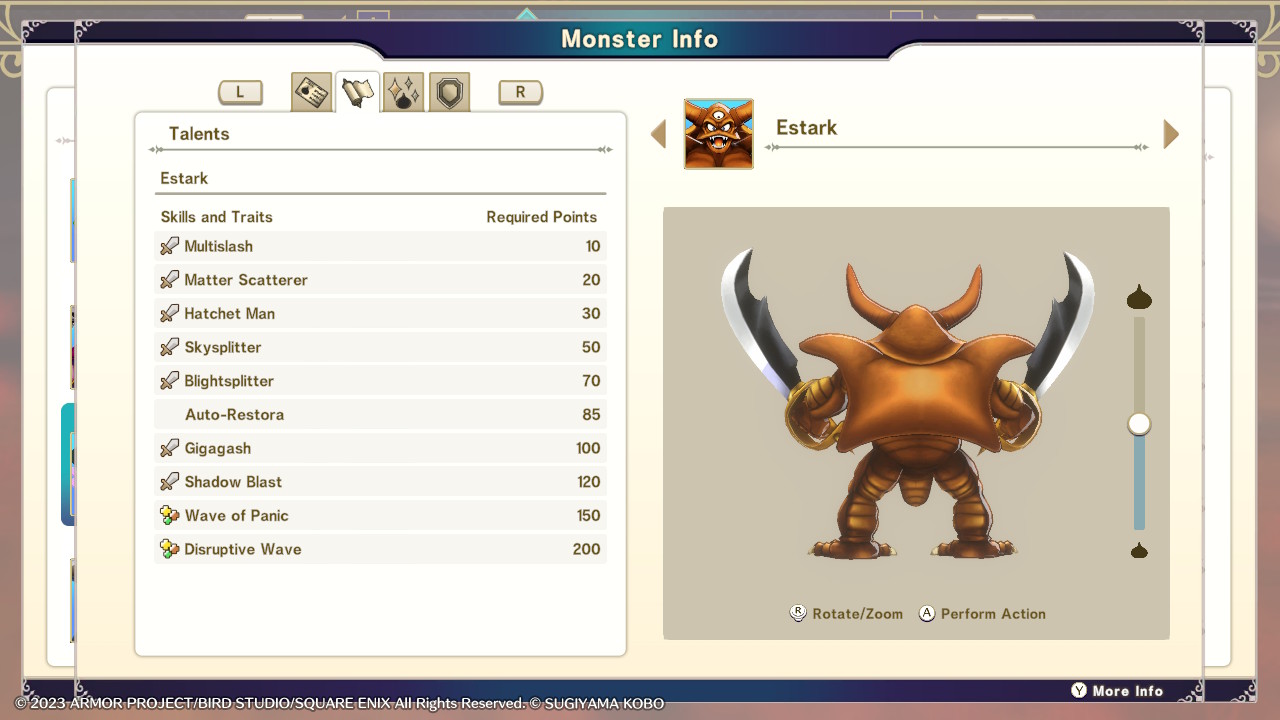 Monster Info
L
R
Talents
Estark
Estark
Skills and Traits Required Points
Multislash 10
Matter Scatterer 20
Hatchet Man 30
Skysplitter 50
Blightsplitter 70
Auto-Restora 85
Gigagash 100
Shadow Blast 120
Wave of Panic 150
Disruptive Wave 200
R Rotate/Zoom A Perform Action
Y More Info
© 2023 ARMOR PROJECT/BIRD STUDIO/SQUARE ENIX All Rights Reserved. © SUGIYAMA KOBO